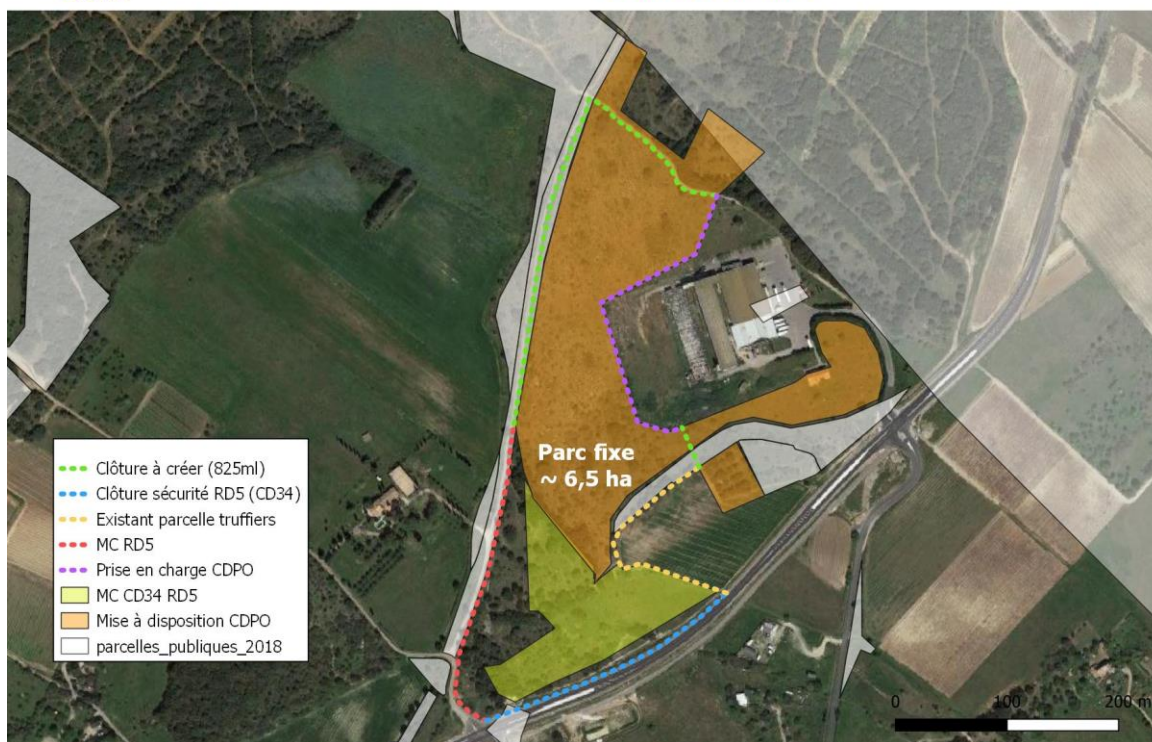 Parc fixe
~ 6,5 ha
Clôture à créer (825ml)
Clôture sécurité RD5 (CD34)
Existant parcelle truffiers
MC RD5
Prise en charge CDPO
MC CD34 RD5
Mise à disposition CDPO
parcelles_publiques_2018
0 100 200 m